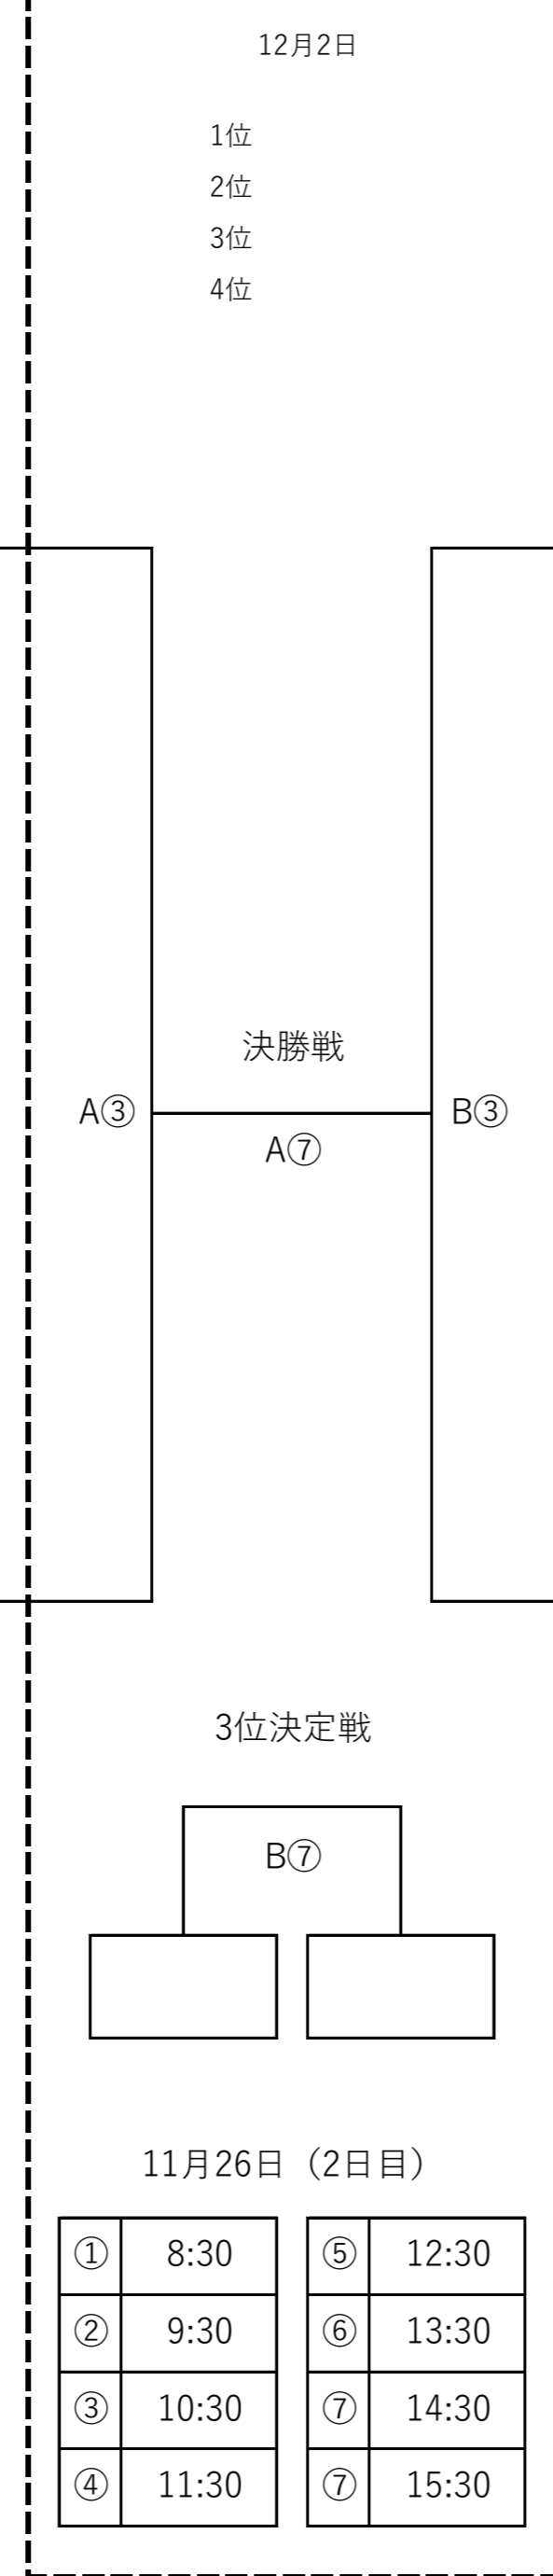 12月2日
1位
2位
3位
4位
決勝戦
A③ B③
A⑦
3位決定戦
B⑦
11月26日（2日目）
① 8:30 ⑤ 12:30
② 9:30 ⑥ 13:30
③ 10:30 ⑦ 14:30
④ 11:30 ⑦ 15:30